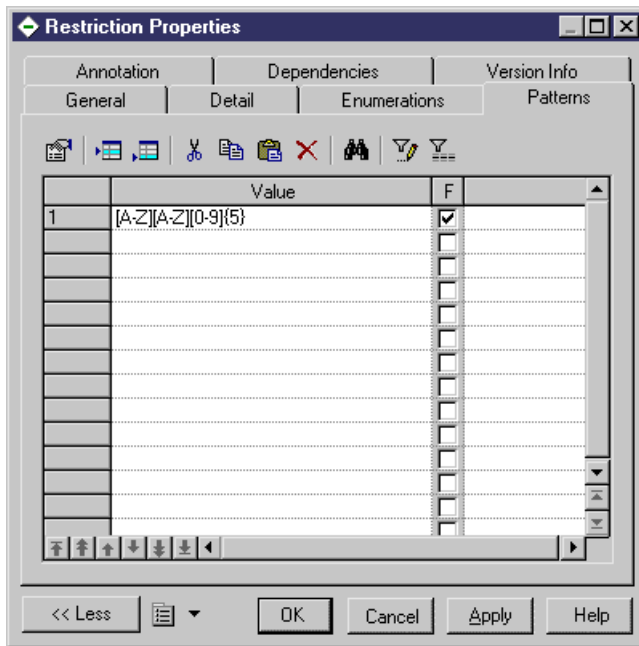 Restriction Properties
Annotation Dependencies Version Info
General Detail Enumerations Patterns
Value F
1 [A-Z][A-Z][0-9]{5}
<< Less OK Cancel Apply Help